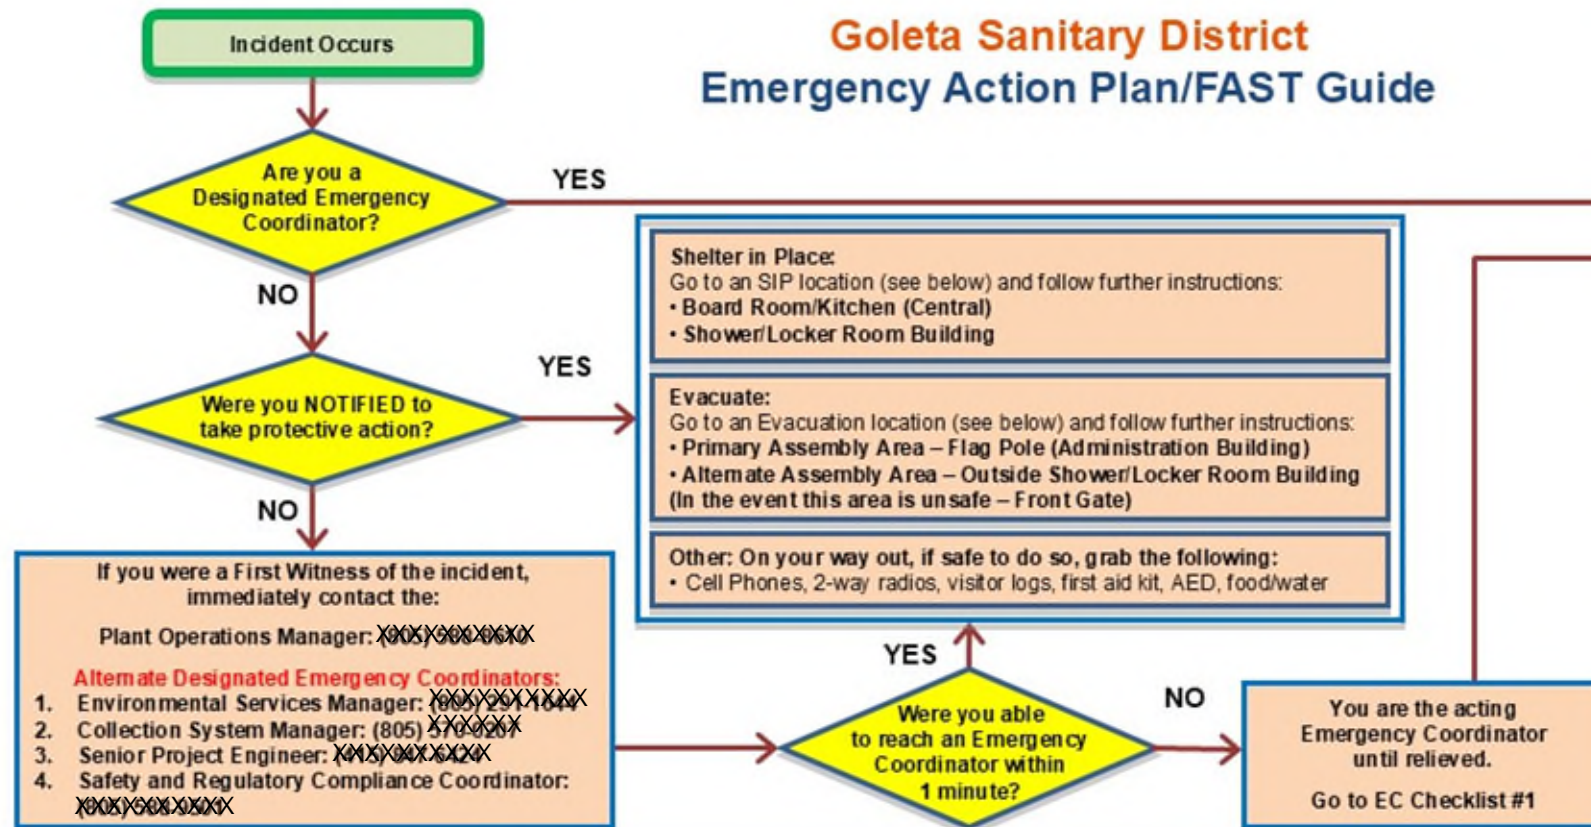 Incident Occurs
Goleta Sanitary District
Emergency Action Plan/FAST Guide
Are you a
Designated Emergency
Coordinator?
YES
NO
Shelter in Place:
Go to an SIP location (see below) and follow further instructions:
• Board Room/Kitchen (Central)
• Shower/Locker Room Building
Were you NOTIFIED to
take protective action?
YES
NO
Evacuate:
Go to an Evacuation location (see below) and follow further instructions:
• Primary Assembly Area – Flag Pole (Administration Building)
• Alternate Assembly Area – Outside Shower/Locker Room Building
(In the event this area is unsafe – Front Gate)
Other: On your way out, if safe to do so, grab the following:
• Cell Phones, 2-way radios, visitor logs, first aid kit, AED, food/water
If you were a First Witness of the incident,
immediately contact the:
Plant Operations Manager:
Alternate Designated Emergency Coordinators:
1. Environmental Services Manager:
2. Collection System Manager: (805)
3. Senior Project Engineer:
4. Safety and Regulatory Compliance Coordinator:
YES
Were you able
to reach an Emergency
Coordinator within
1 minute?
NO
You are the acting
Emergency Coordinator
until relieved.
Go to EC Checklist #1